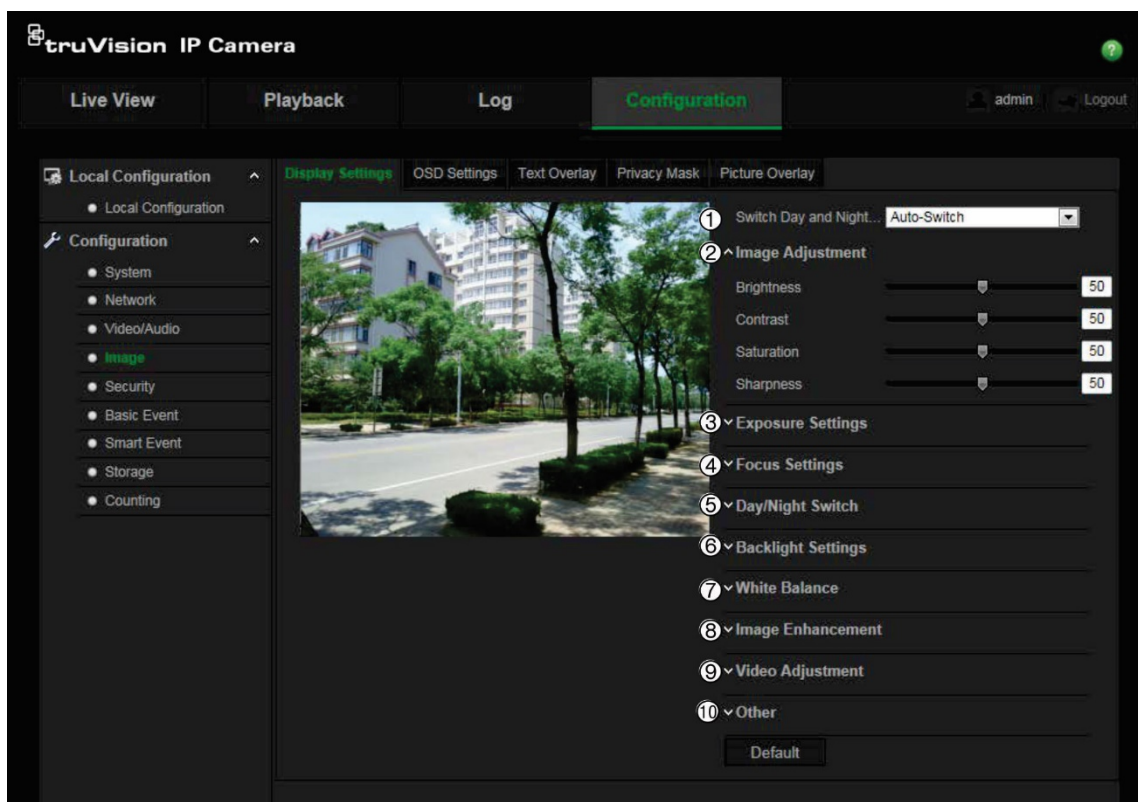 truVision IP Camera
?
Live View Playback Log Configuration admin Logout
Local Configuration
Local Configuration
Configuration
System
Network
Video/Audio
Image
Security
Basic Event
Smart Event
Storage
Counting
Display Settings OSD Settings Text Overlay Privacy Mask Picture Overlay
① Switch Day and Night... Auto-Switch
② Image Adjustment
Brightness 50
Contrast 50
Saturation 50
Sharpness 50
③ Exposure Settings
④ Focus Settings
⑤ Day/Night Switch
⑥ Backlight Settings
⑦ White Balance
⑧ Image Enhancement
⑨ Video Adjustment
⑩ Other
Default